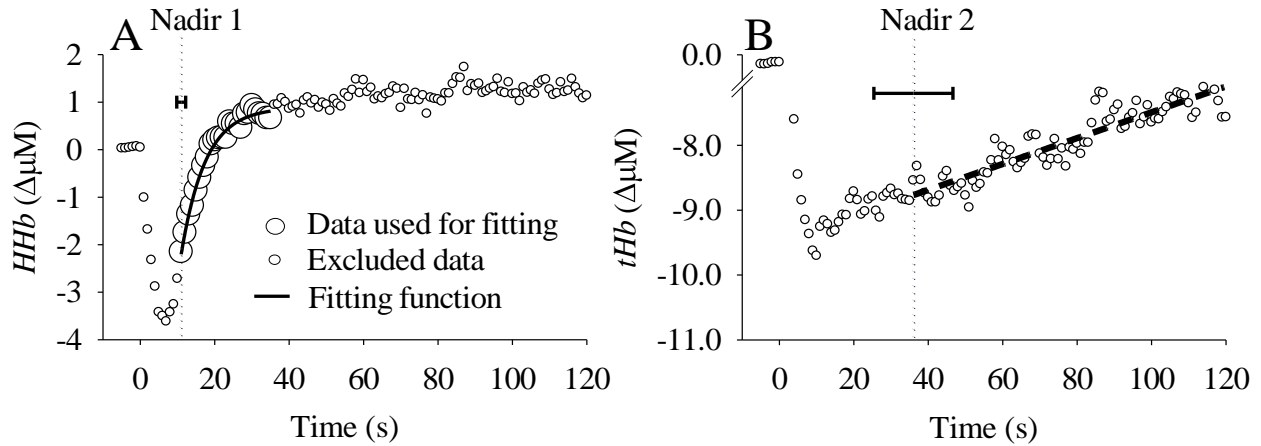 A
Nadir 1
HHb (ΔμM)
2
1
0
-1
-2
-3
-4
Data used for fitting
Excluded data
Fitting function
0
20
40
60
80
100
120
Time (s)
B
Nadir 2
tHb (ΔμM)
0.0
-8.0
-9.0
-10.0
-11.0
0
20
40
60
80
100
120
Time (s)